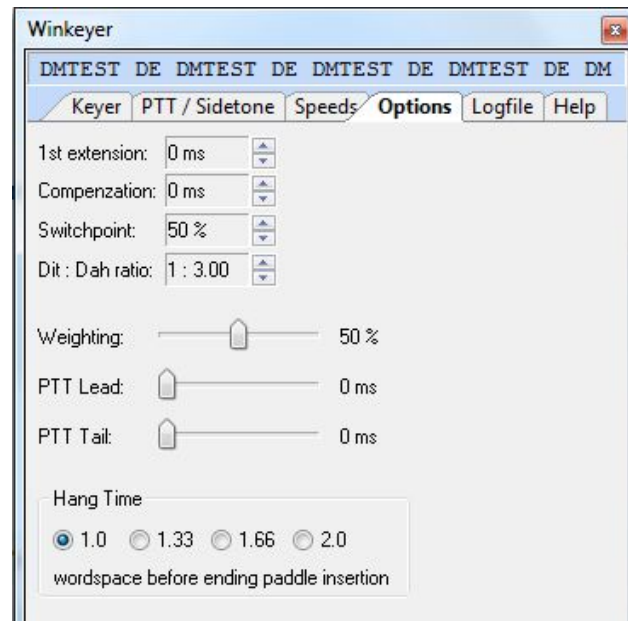 Winkeyer
DMTEST DE DMTEST DE DMTEST DE DMTEST DE DM
Keyer PTT / Sidetone Speeds Options Logfile Help
1st extension: 0 ms
Compenzation: 0 ms
Switchpoint: 50 %
Dit : Dah ratio: 1 : 3.00
Weighting: 50 %
PTT Lead: 0 ms
PTT Tail: 0 ms
Hang Time
1.0 1.33 1.66 2.0
wordspace before ending paddle insertion